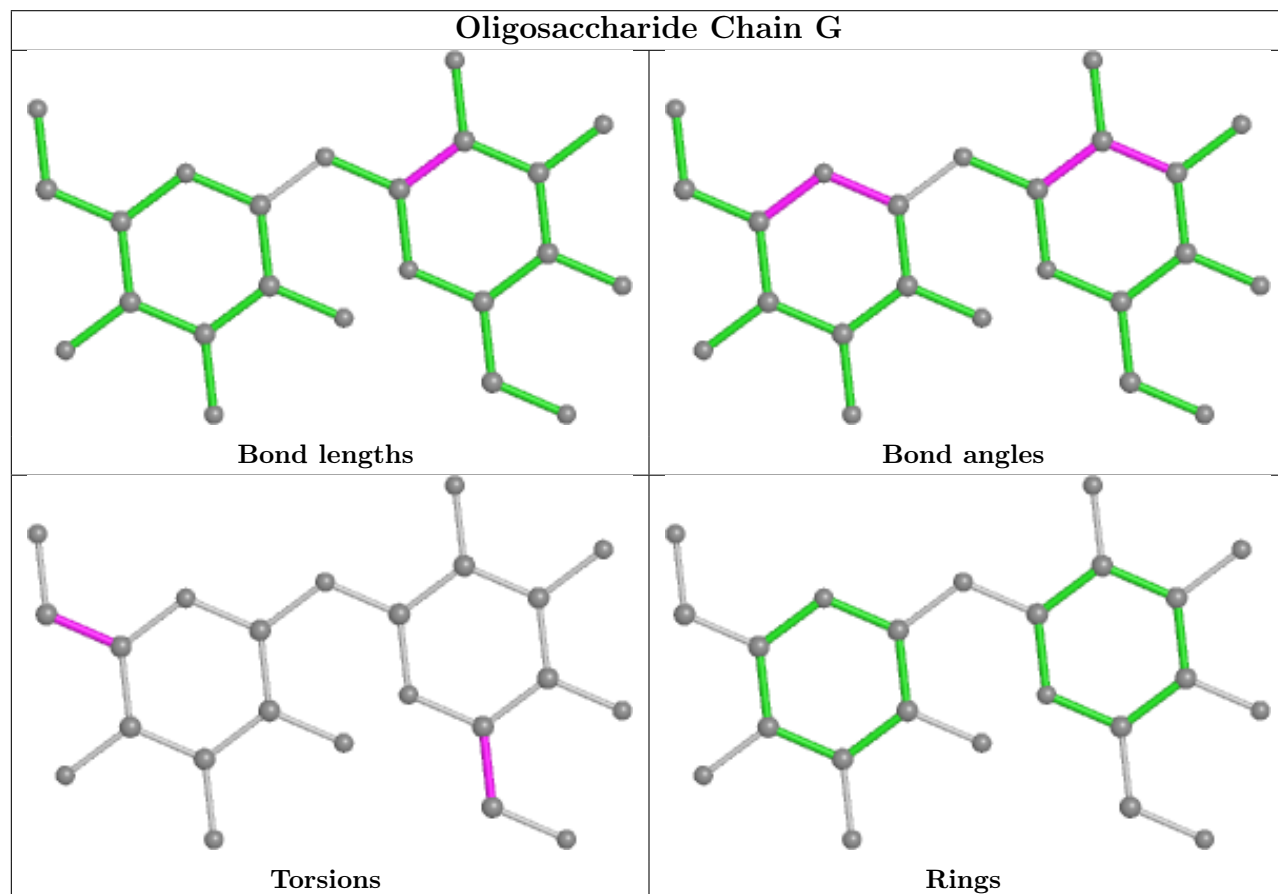 Oligosaccharide Chain G
Bond lengths
Bond angles
Torsions
Rings